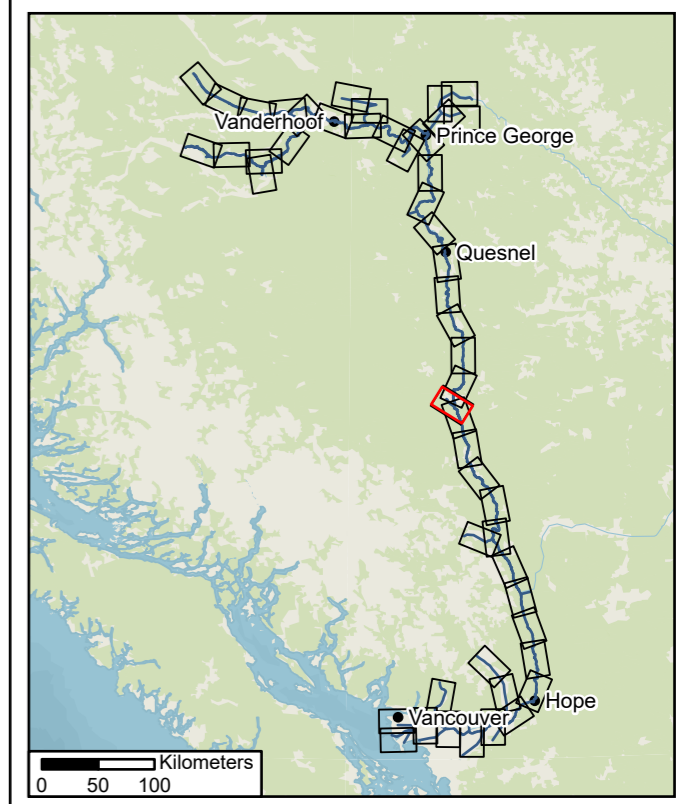 Vanderhoof
Prince George
Quesnel
Hope
Vancouver
Kilometers
0 50 100